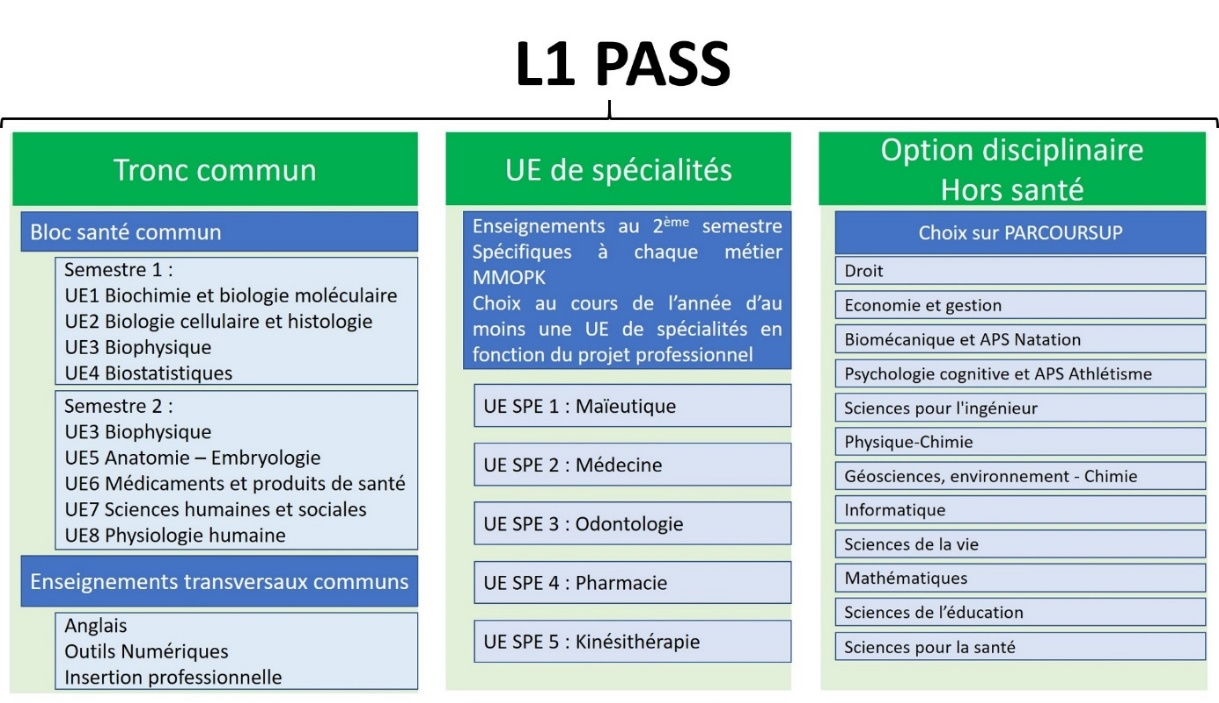 L1 PASS
Tronc commun
Bloc santé commun
Semestre 1 :
UE1 Biochimie et biologie moléculaire
UE2 Biologie cellulaire et histologie
UE3 Biophysique
UE4 Biostatistiques
Semestre 2 :
UE3 Biophysique
UE5 Anatomie – Embryologie
UE6 Médicaments et produits de santé
UE7 Sciences humaines et sociales
UE8 Physiologie humaine
Enseignements transversaux communs
Anglais
Outils Numériques
Insertion professionnelle
UE de spécialités
Enseignements au 2ème semestre
Spécifiques à chaque métier
MMOPK
Choix au cours de l’année d’au
moins une UE de spécialités en
fonction du projet professionnel
UE SPE 1 : Maïeutique
UE SPE 2 : Médecine
UE SPE 3 : Odontologie
UE SPE 4 : Pharmacie
UE SPE 5 : Kinésithérapie
Option disciplinaire
Hors santé
Choix sur PARCOURSUP
Droit
Economie et gestion
Biomécanique et APS Natation
Psychologie cognitive et APS Athlétisme
Sciences pour l'ingénieur
Physique-Chimie
Géosciences, environnement - Chimie
Informatique
Sciences de la vie
Mathématiques
Sciences de l’éducation
Sciences pour la santé